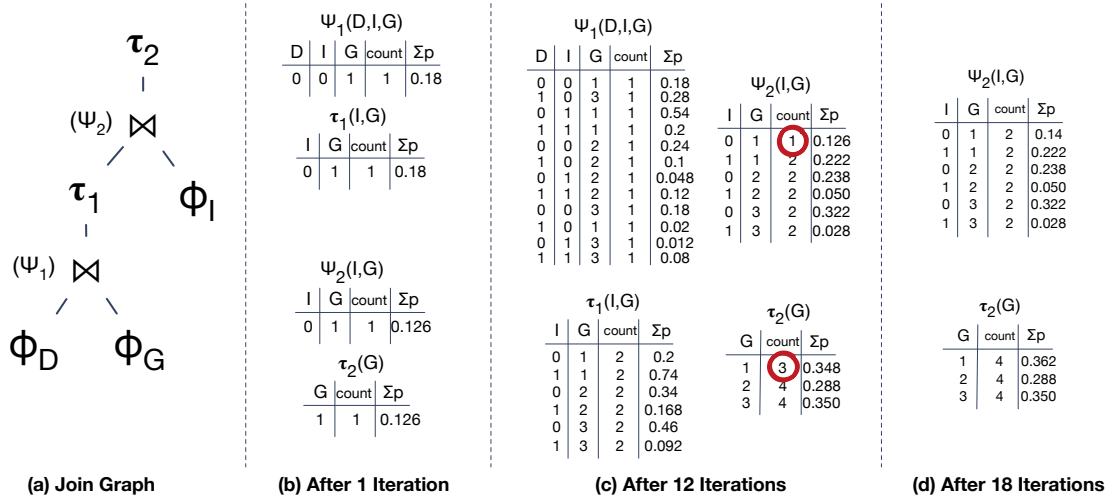 τ2
(Ψ2) ⋈
τ1 ΦI
(Ψ1) ⋈
ΦD ΦG
(a) Join Graph
Ψ1(D,I,G)
D I G count Σp
0 0 1 1 0.18
τ1(I,G)
I G count Σp
0 1 1 0.18
Ψ2(I,G)
I G count Σp
0 1 1 0.126
τ2(G)
G count Σp
1 1 0.126
(b) After 1 Iteration
Ψ1(D,I,G)
D I G count Σp
0 0 1 1 0.18
1 0 3 1 0.28
0 1 1 1 0.54
1 1 1 1 0.2
0 0 2 1 0.24
1 0 2 1 0.1
0 1 2 1 0.048
1 1 2 1 0.12
0 0 3 1 0.18
1 0 1 1 0.02
0 1 3 1 0.012
1 1 3 1 0.08
τ1(I,G)
I G count Σp
0 1 2 0.2
1 1 2 0.74
0 2 2 0.34
1 2 2 0.168
0 3 2 0.46
1 3 2 0.092
Ψ2(I,G)
I G count Σp
0 1 1 0.126
1 1 2 0.222
0 2 2 0.238
1 2 2 0.050
0 3 2 0.322
1 3 2 0.028
τ2(G)
G count Σp
1 3 0.348
2 4 0.288
3 4 0.350
(c) After 12 Iterations
Ψ2(I,G)
I G count Σp
0 1 2 0.14
1 1 2 0.222
0 2 2 0.238
1 2 2 0.050
0 3 2 0.322
1 3 2 0.028
τ2(G)
G count Σp
1 4 0.362
2 4 0.288
3 4 0.350
(d) After 18 Iterations